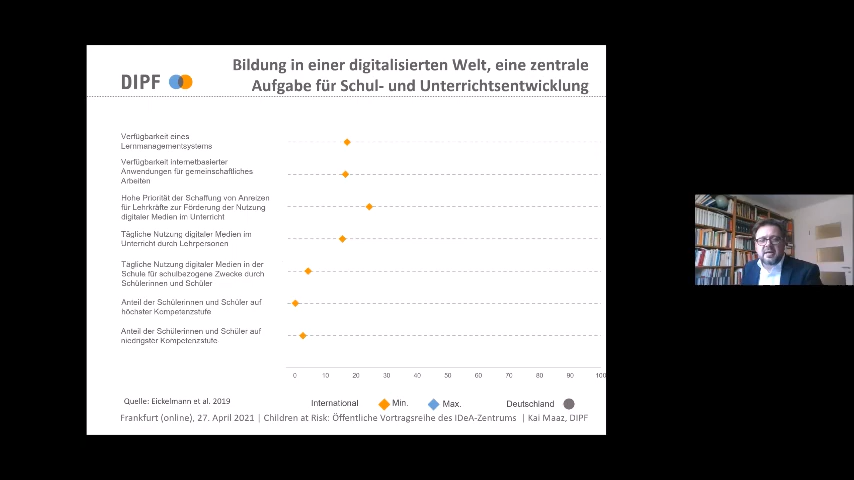 DIPF
Bildung in einer digitalisierten Welt, eine zentrale
Aufgabe für Schul- und Unterrichtsentwicklung
Verfügbarkeit eines
Lernmanagementsystems
Verfügbarkeit internetbasierter
Anwendungen für gemeinschaftliches
Arbeiten
Hohe Priorität der Schaffung von Anreizen
für Lehrkräfte zur Förderung der Nutzung
digitaler Medien im Unterricht
Tägliche Nutzung digitaler Medien im
Unterricht durch Lehrpersonen
Tägliche Nutzung digitaler Medien in der
Schule für schulbezogene Zwecke durch
Schülerinnen und Schüler
Anteil der Schülerinnen und Schüler auf
höchster Kompetenzstufe
Anteil der Schülerinnen und Schüler auf
niedrigster Kompetenzstufe
0 10 20 30 40 50 60 70 80 90 100
Quelle: Eickelmann et al. 2019
International Min. Max. Deutschland
Frankfurt (online), 27. April 2021 | Children at Risk: Öffentliche Vortragsreihe des IDeA-Zentrums | Kai Maaz, DIPF